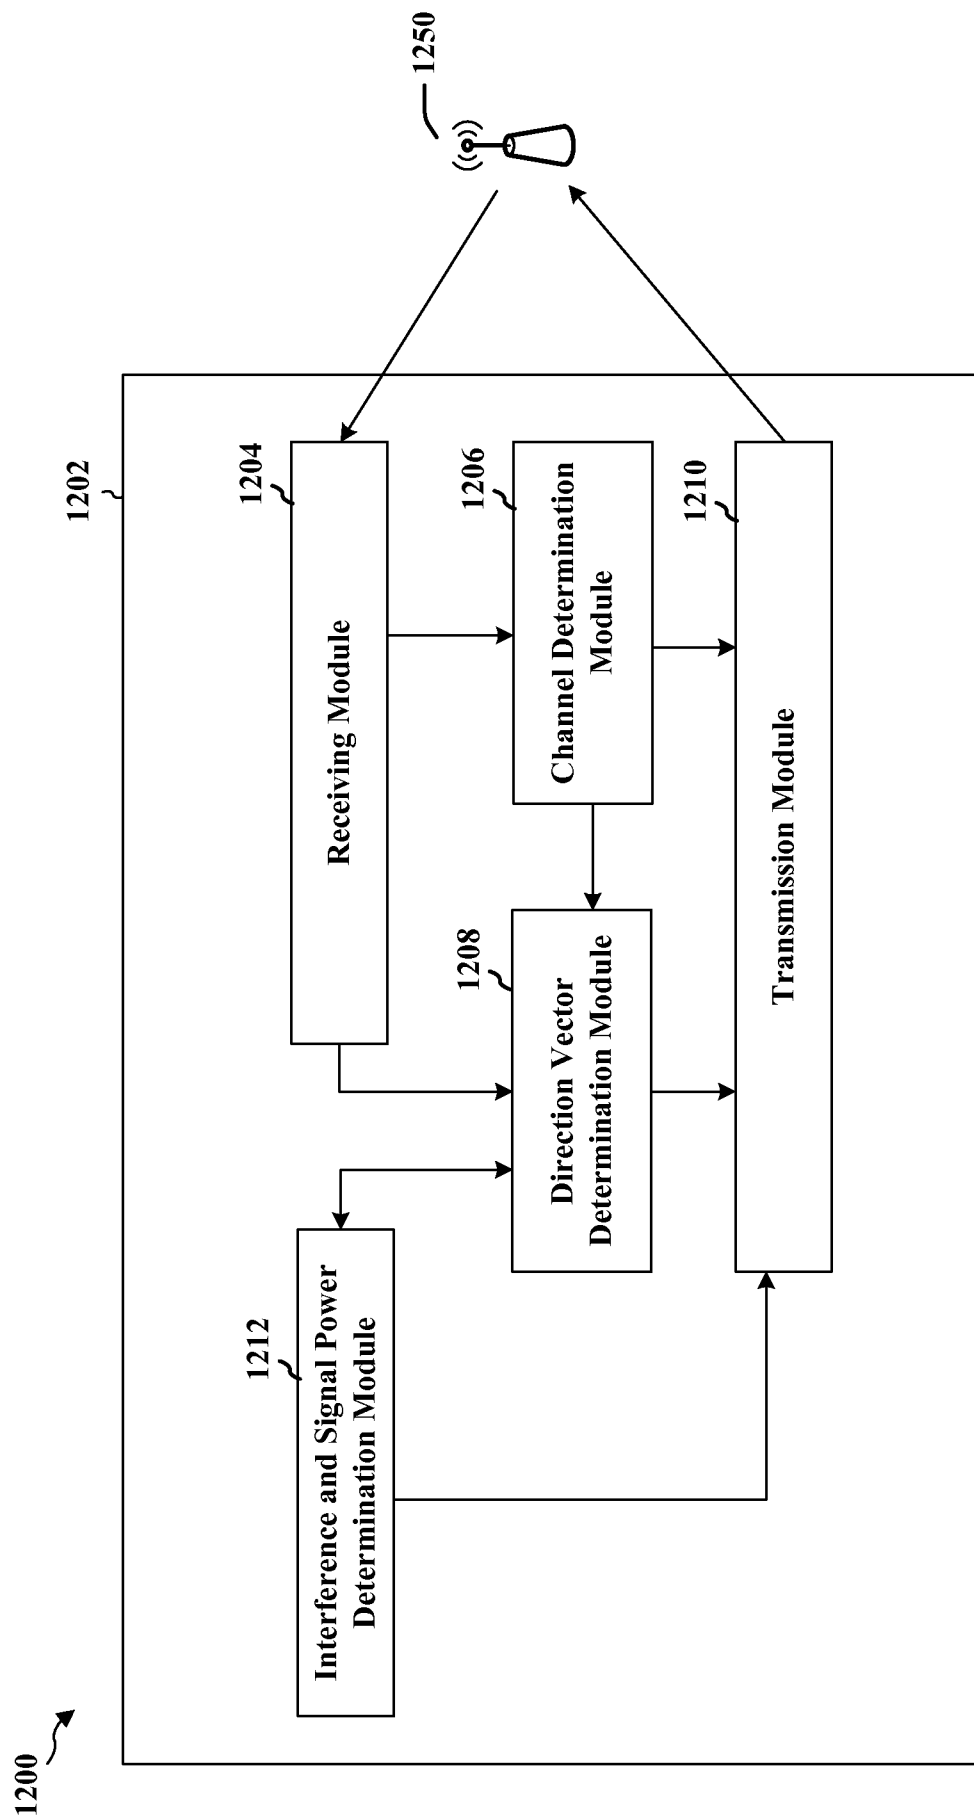 1200
1202
1212
Interference and Signal Power
Determination Module
1204
Receiving Module
1250
1208
Direction Vector
Determination Module
1206
Channel Determination
Module
1210
Transmission Module